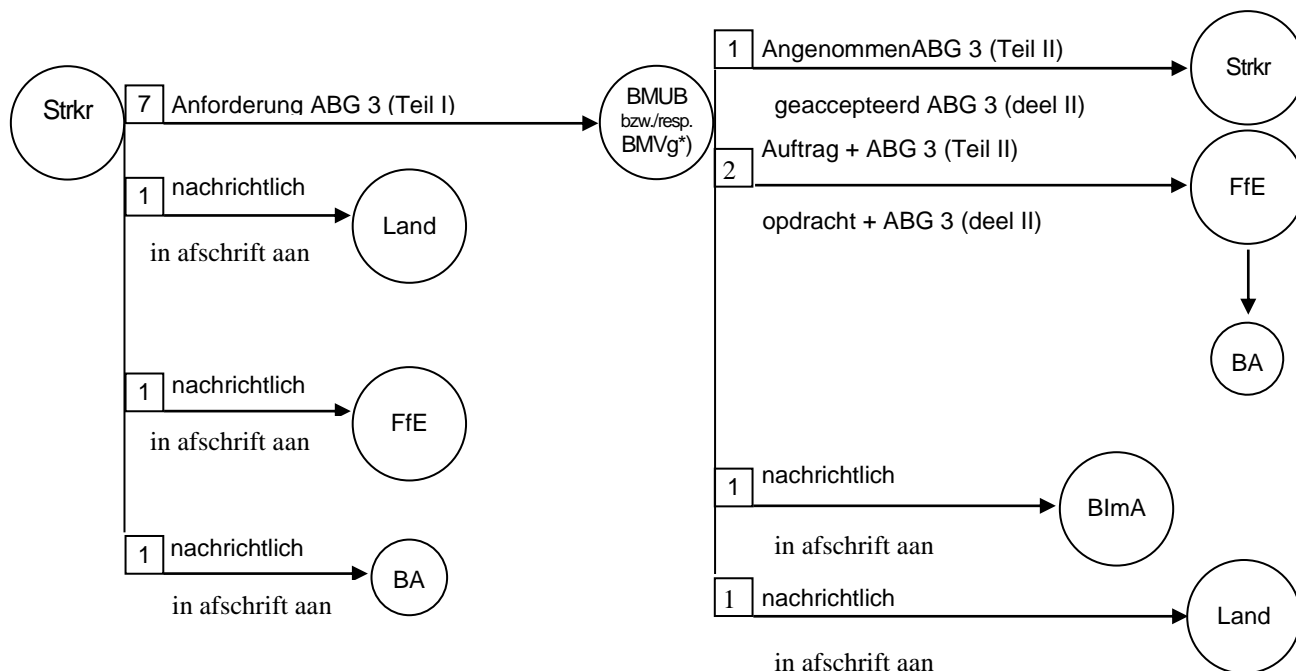 Strkr
7
Anforderung ABG 3 (Teil I)
1
nachrichtlich
in afschrift aan
Land
1
nachrichtlich
in afschrift aan
FfE
1
nachrichtlich
in afschrift aan
BA
BMUB
bzw./resp.
BMVg*)
1
AngenommenABG 3 (Teil II)
geaccepteerd ABG 3 (deel II)
Strkr
2
Auftrag + ABG 3 (Teil II)
opdracht + ABG 3 (deel II)
FfE
BA
1
nachrichtlich
in afschrift aan
BImA
1
nachrichtlich
in afschrift aan
Land